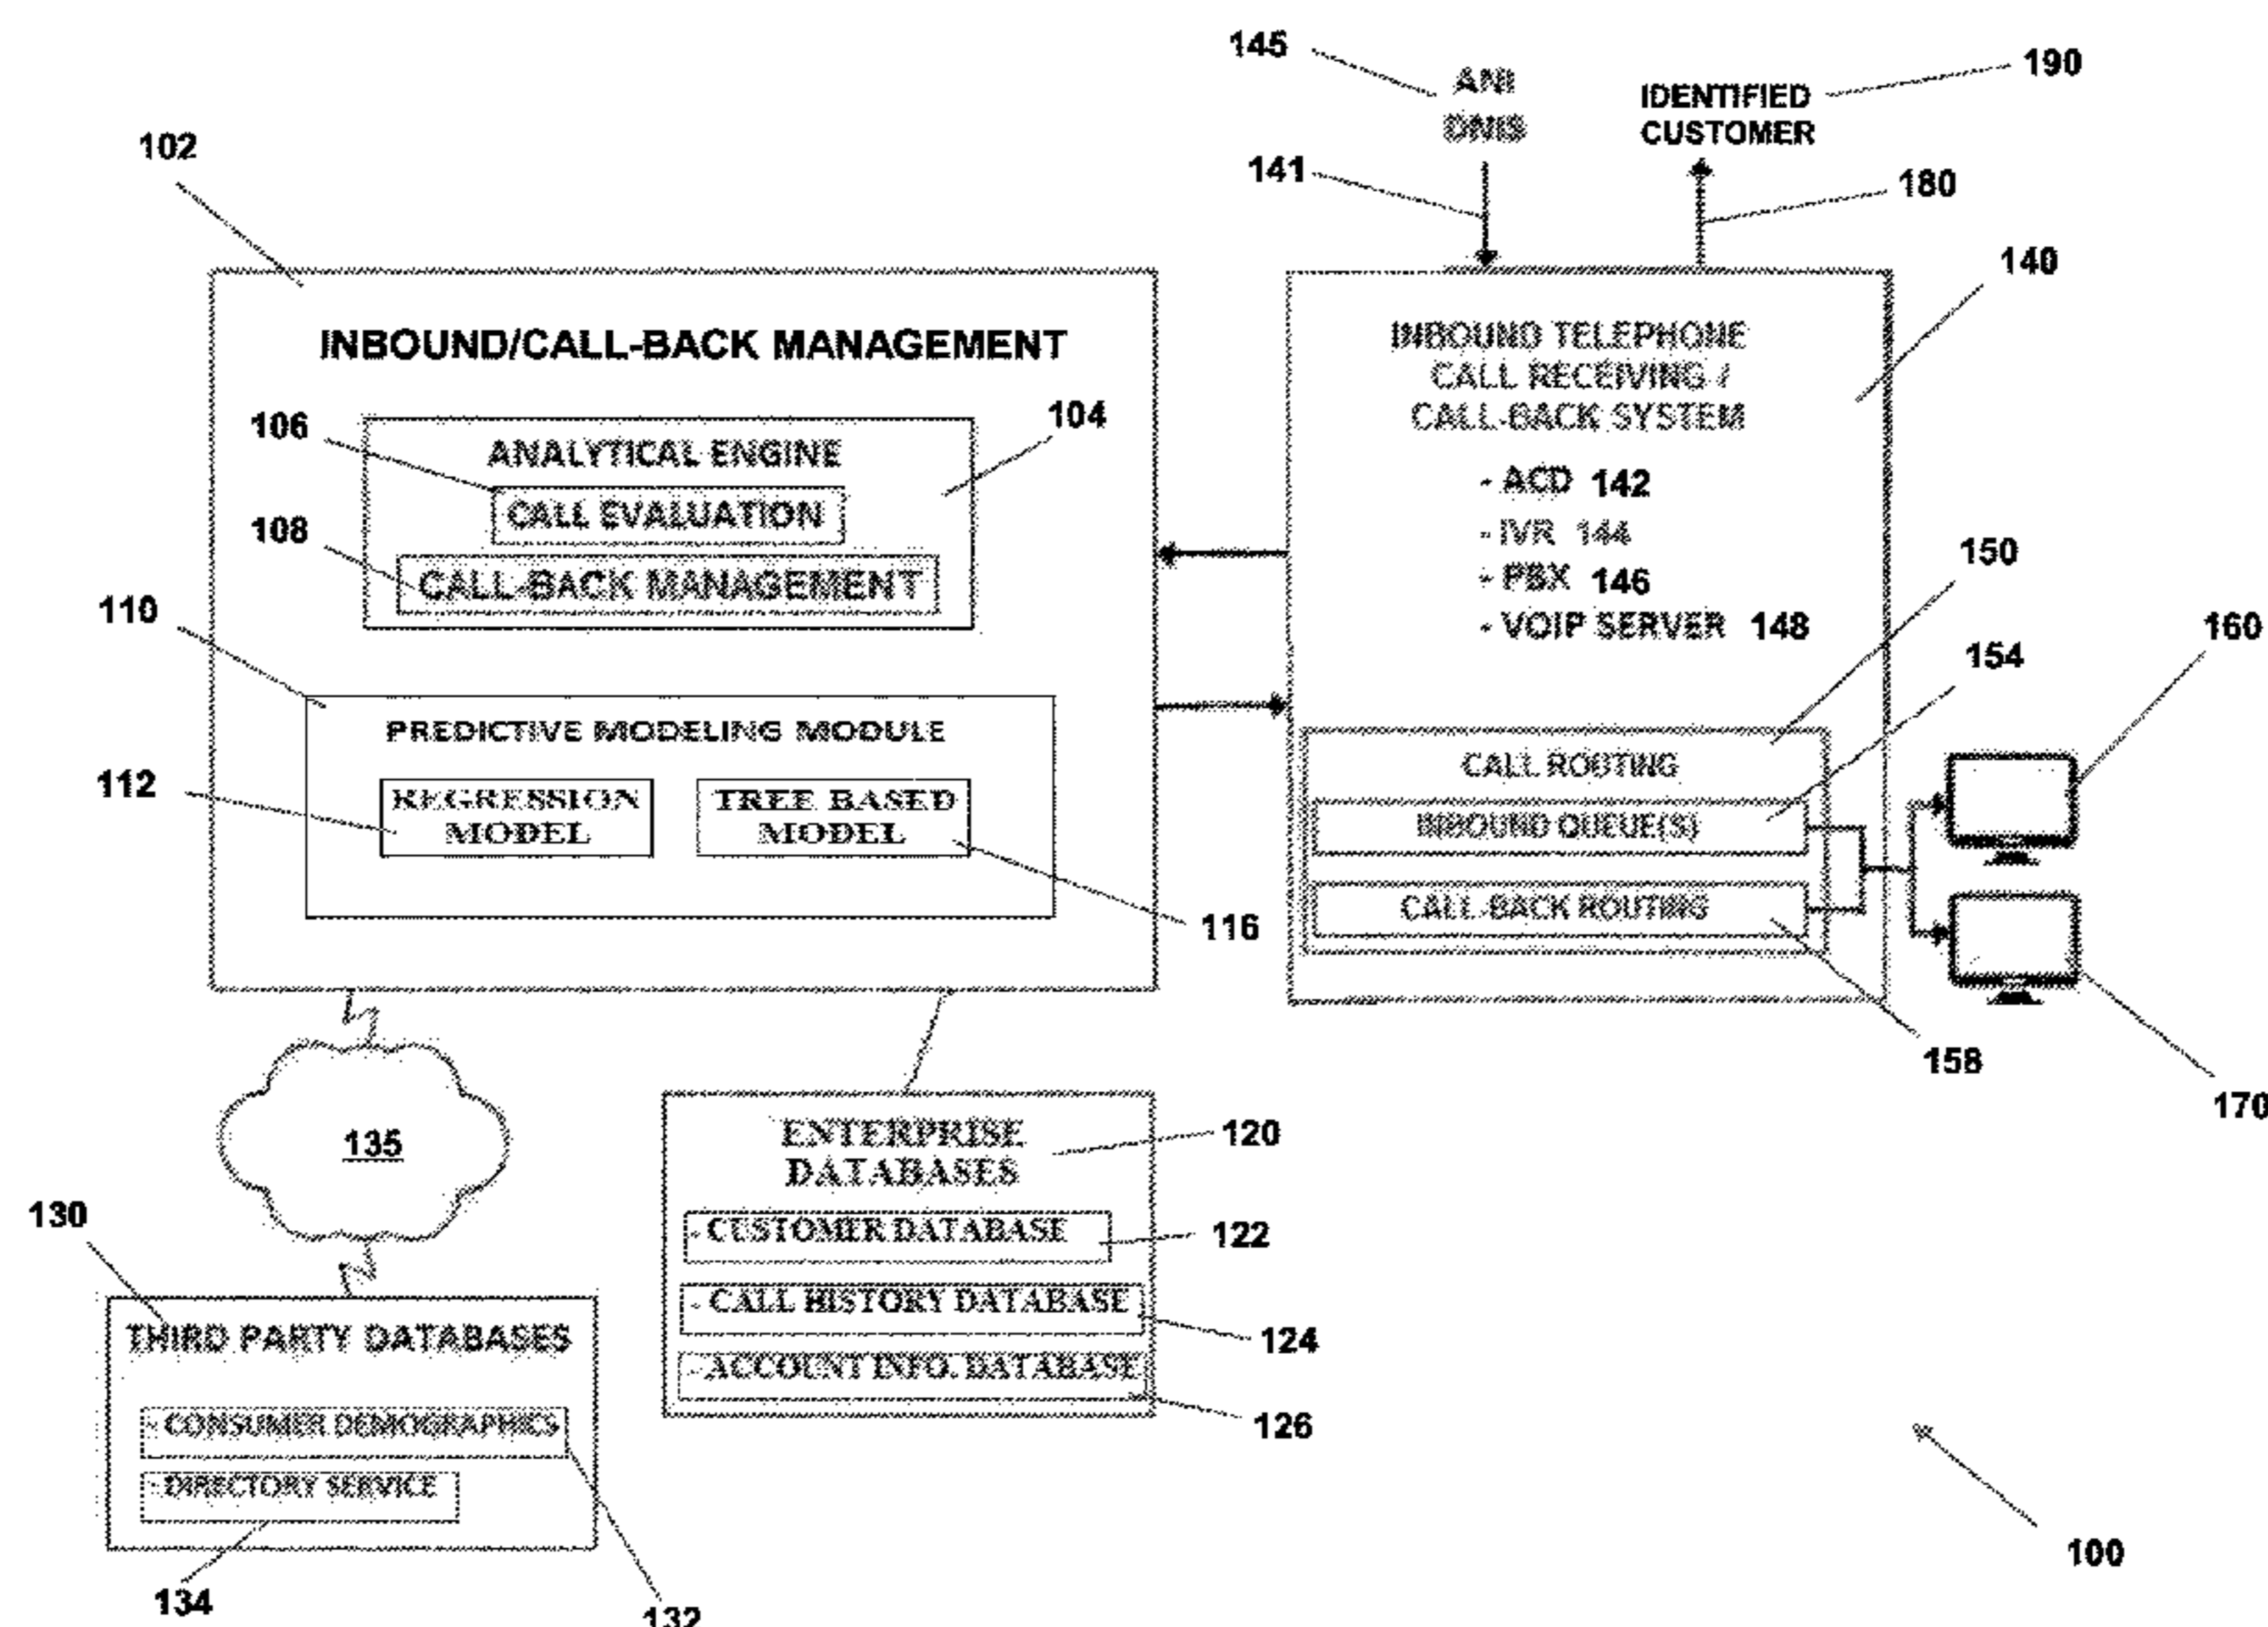 145
ANI
DNIS
141
IDENTIFIED
CUSTOMER
190
180
102
140
INBOUND/CALL-BACK MANAGEMENT
106
104
ANALYTICAL ENGINE
CALL EVALUATION
108
CALL-BACK MANAGEMENT
110
PREDICTIVE MODELING MODULE
112
REGRESSION
MODEL
TREE BASED
MODEL
116
INBOUND TELEPHONE
CALL RECEIVING /
CALL-BACK SYSTEM
- ACD 142
- IVR 144
- PBX 146
- VOIP SERVER 148
150
154
160
CALL ROUTING
INBOUND QUEUE(S)
CALL-BACK ROUTING
158
170
135
130
THIRD PARTY DATABASES
- CONSUMER DEMOGRAPHICS
- DIRECTORY SERVICE
134
132
ENTERPRISE
DATABASES
120
- CUSTOMER DATABASE
122
- CALL HISTORY DATABASE
124
- ACCOUNT INFO. DATABASE
126
100